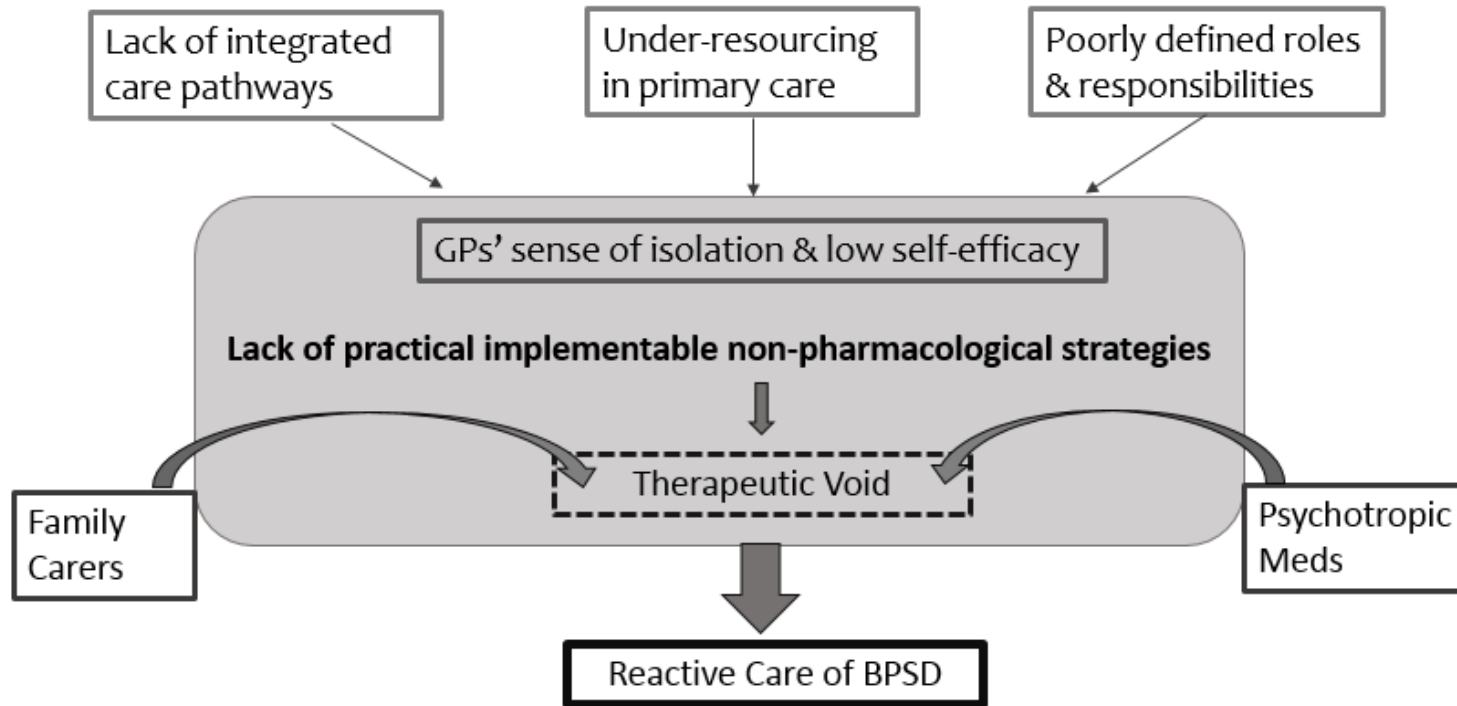 Lack of integrated
care pathways
Under-resourcing
in primary care
Poorly defined roles
& responsibilities
GPs’ sense of isolation & low self-efficacy
Lack of practical implementable non-pharmacological strategies
Therapeutic Void
Family
Carers
Psychotropic
Meds
Reactive Care of BPSD